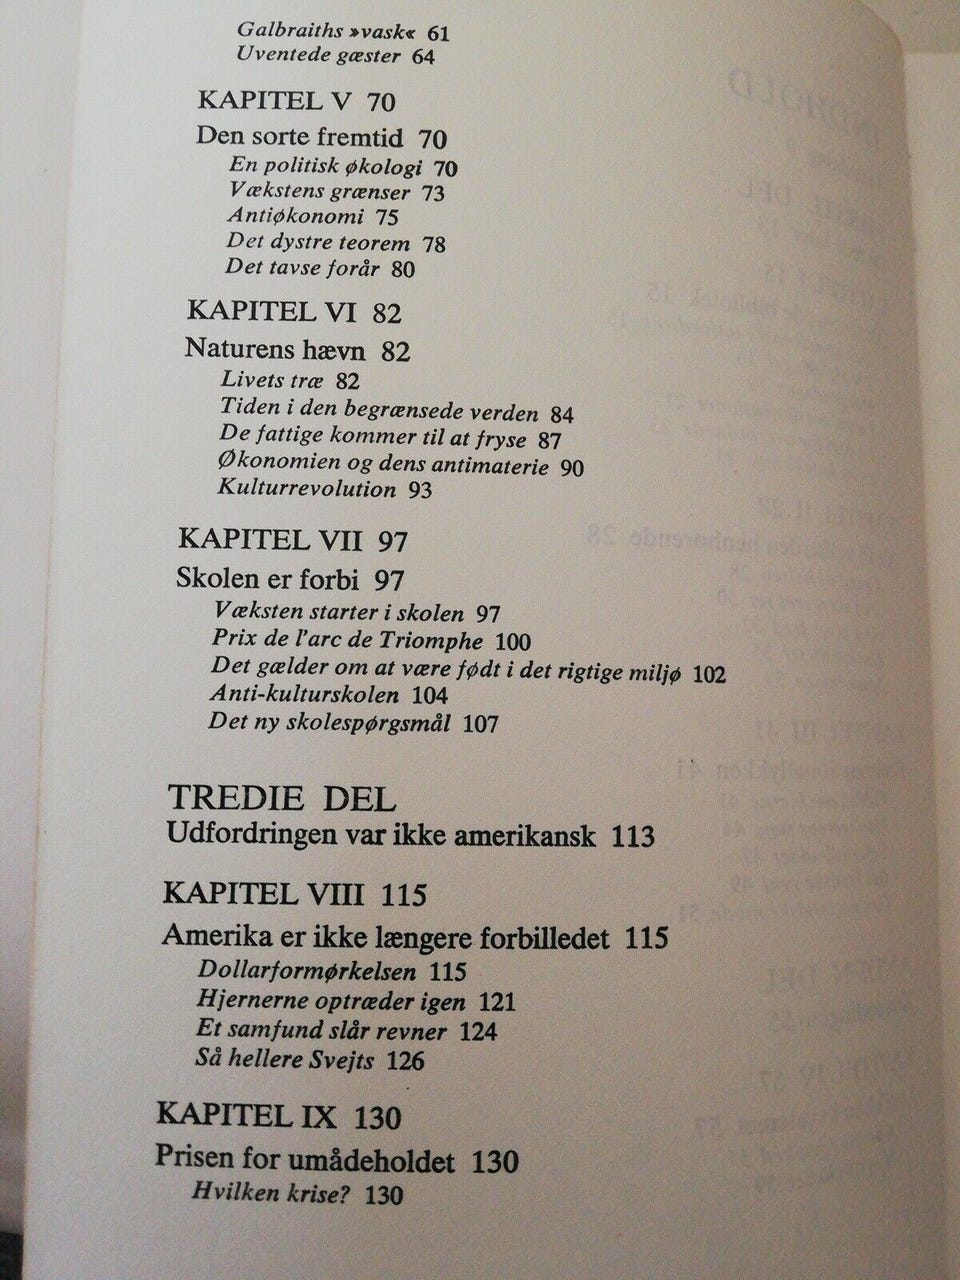 Galbraiths »vask« 61
Uventede gæster 64
KAPITEL V 70
Den sorte fremtid 70
En politisk økologi 70
Vækstens grænser 73
Antiøkonomi 75
Det dystre teorem 78
Det tavse forår 80
KAPITEL VI 82
Naturens hævn 82
Livets træ 82
Tiden i den begrænsede verden 84
De fattige kommer til at fryse 87
Økonomien og dens antimaterie 90
Kulturrevolution 93
KAPITEL VII 97
Skolen er forbi 97
Væksten starter i skolen 97
Prix de l'arc de Triomphe 100
Det gælder om at være født i det rigtige miljø 102
Anti-kulturskolen 104
Det ny skolespørgsmål 107
TREDIE DEL
Udfordringen var ikke amerikansk 113
KAPITEL VIII 115
Amerika er ikke længere forbilledet 115
Dollarformørkelsen 115
Hjernerne optræder igen 121
Et samfund slår revner 124
Så hellere Svejts 126
KAPITEL IX 130
Prisen for umådeholdet 130
Hvilken krise? 130